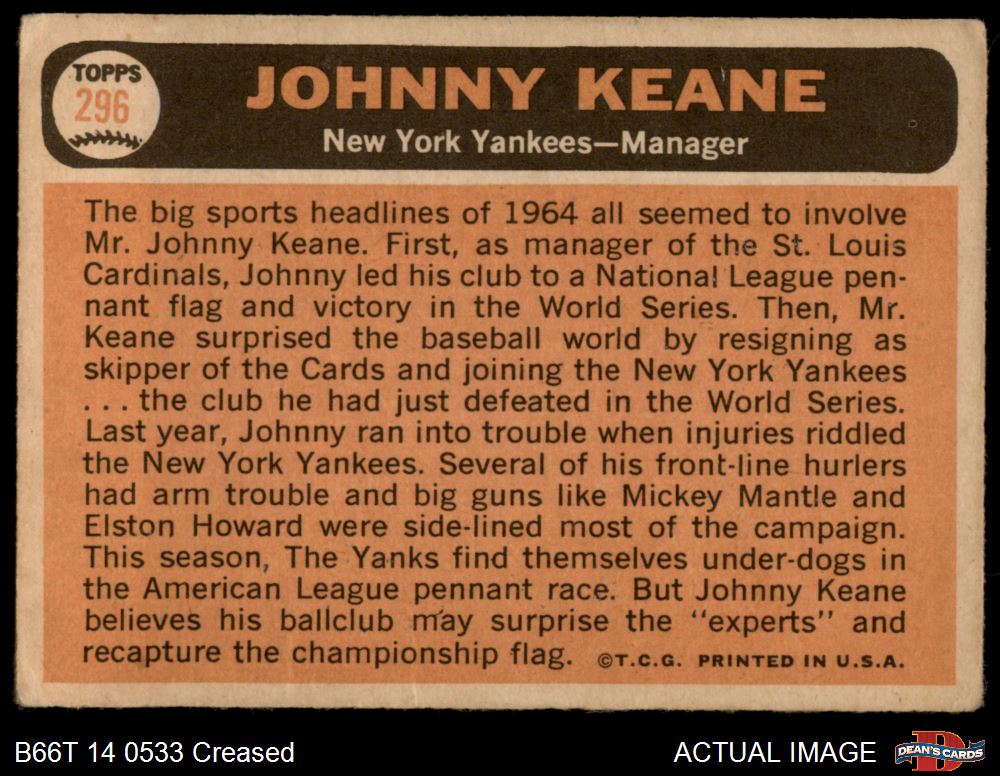 TOPPS
296
JOHNNY KEANE
New York Yankees—Manager
The big sports headlines of 1964 all seemed to involve
Mr. Johnny Keane. First, as manager of the St. Louis
Cardinals, Johnny led his club to a National League pen-
nant flag and victory in the World Series. Then, Mr.
Keane surprised the baseball world by resigning as
skipper of the Cards and joining the New York Yankees
... the club he had just defeated in the World Series.
Last year, Johnny ran into trouble when injuries riddled
the New York Yankees. Several of his front-line hurlers
had arm trouble and big guns like Mickey Mantle and
Elston Howard were side-lined most of the campaign.
This season, The Yanks find themselves under-dogs in
the American League pennant race. But Johnny Keane
believes his ballclub may surprise the "experts" and
recapture the championship flag. ©T.C.G. PRINTED IN U.S.A.
B66T 14 0533 Creased
ACTUAL IMAGE
DEAN'S CARDS